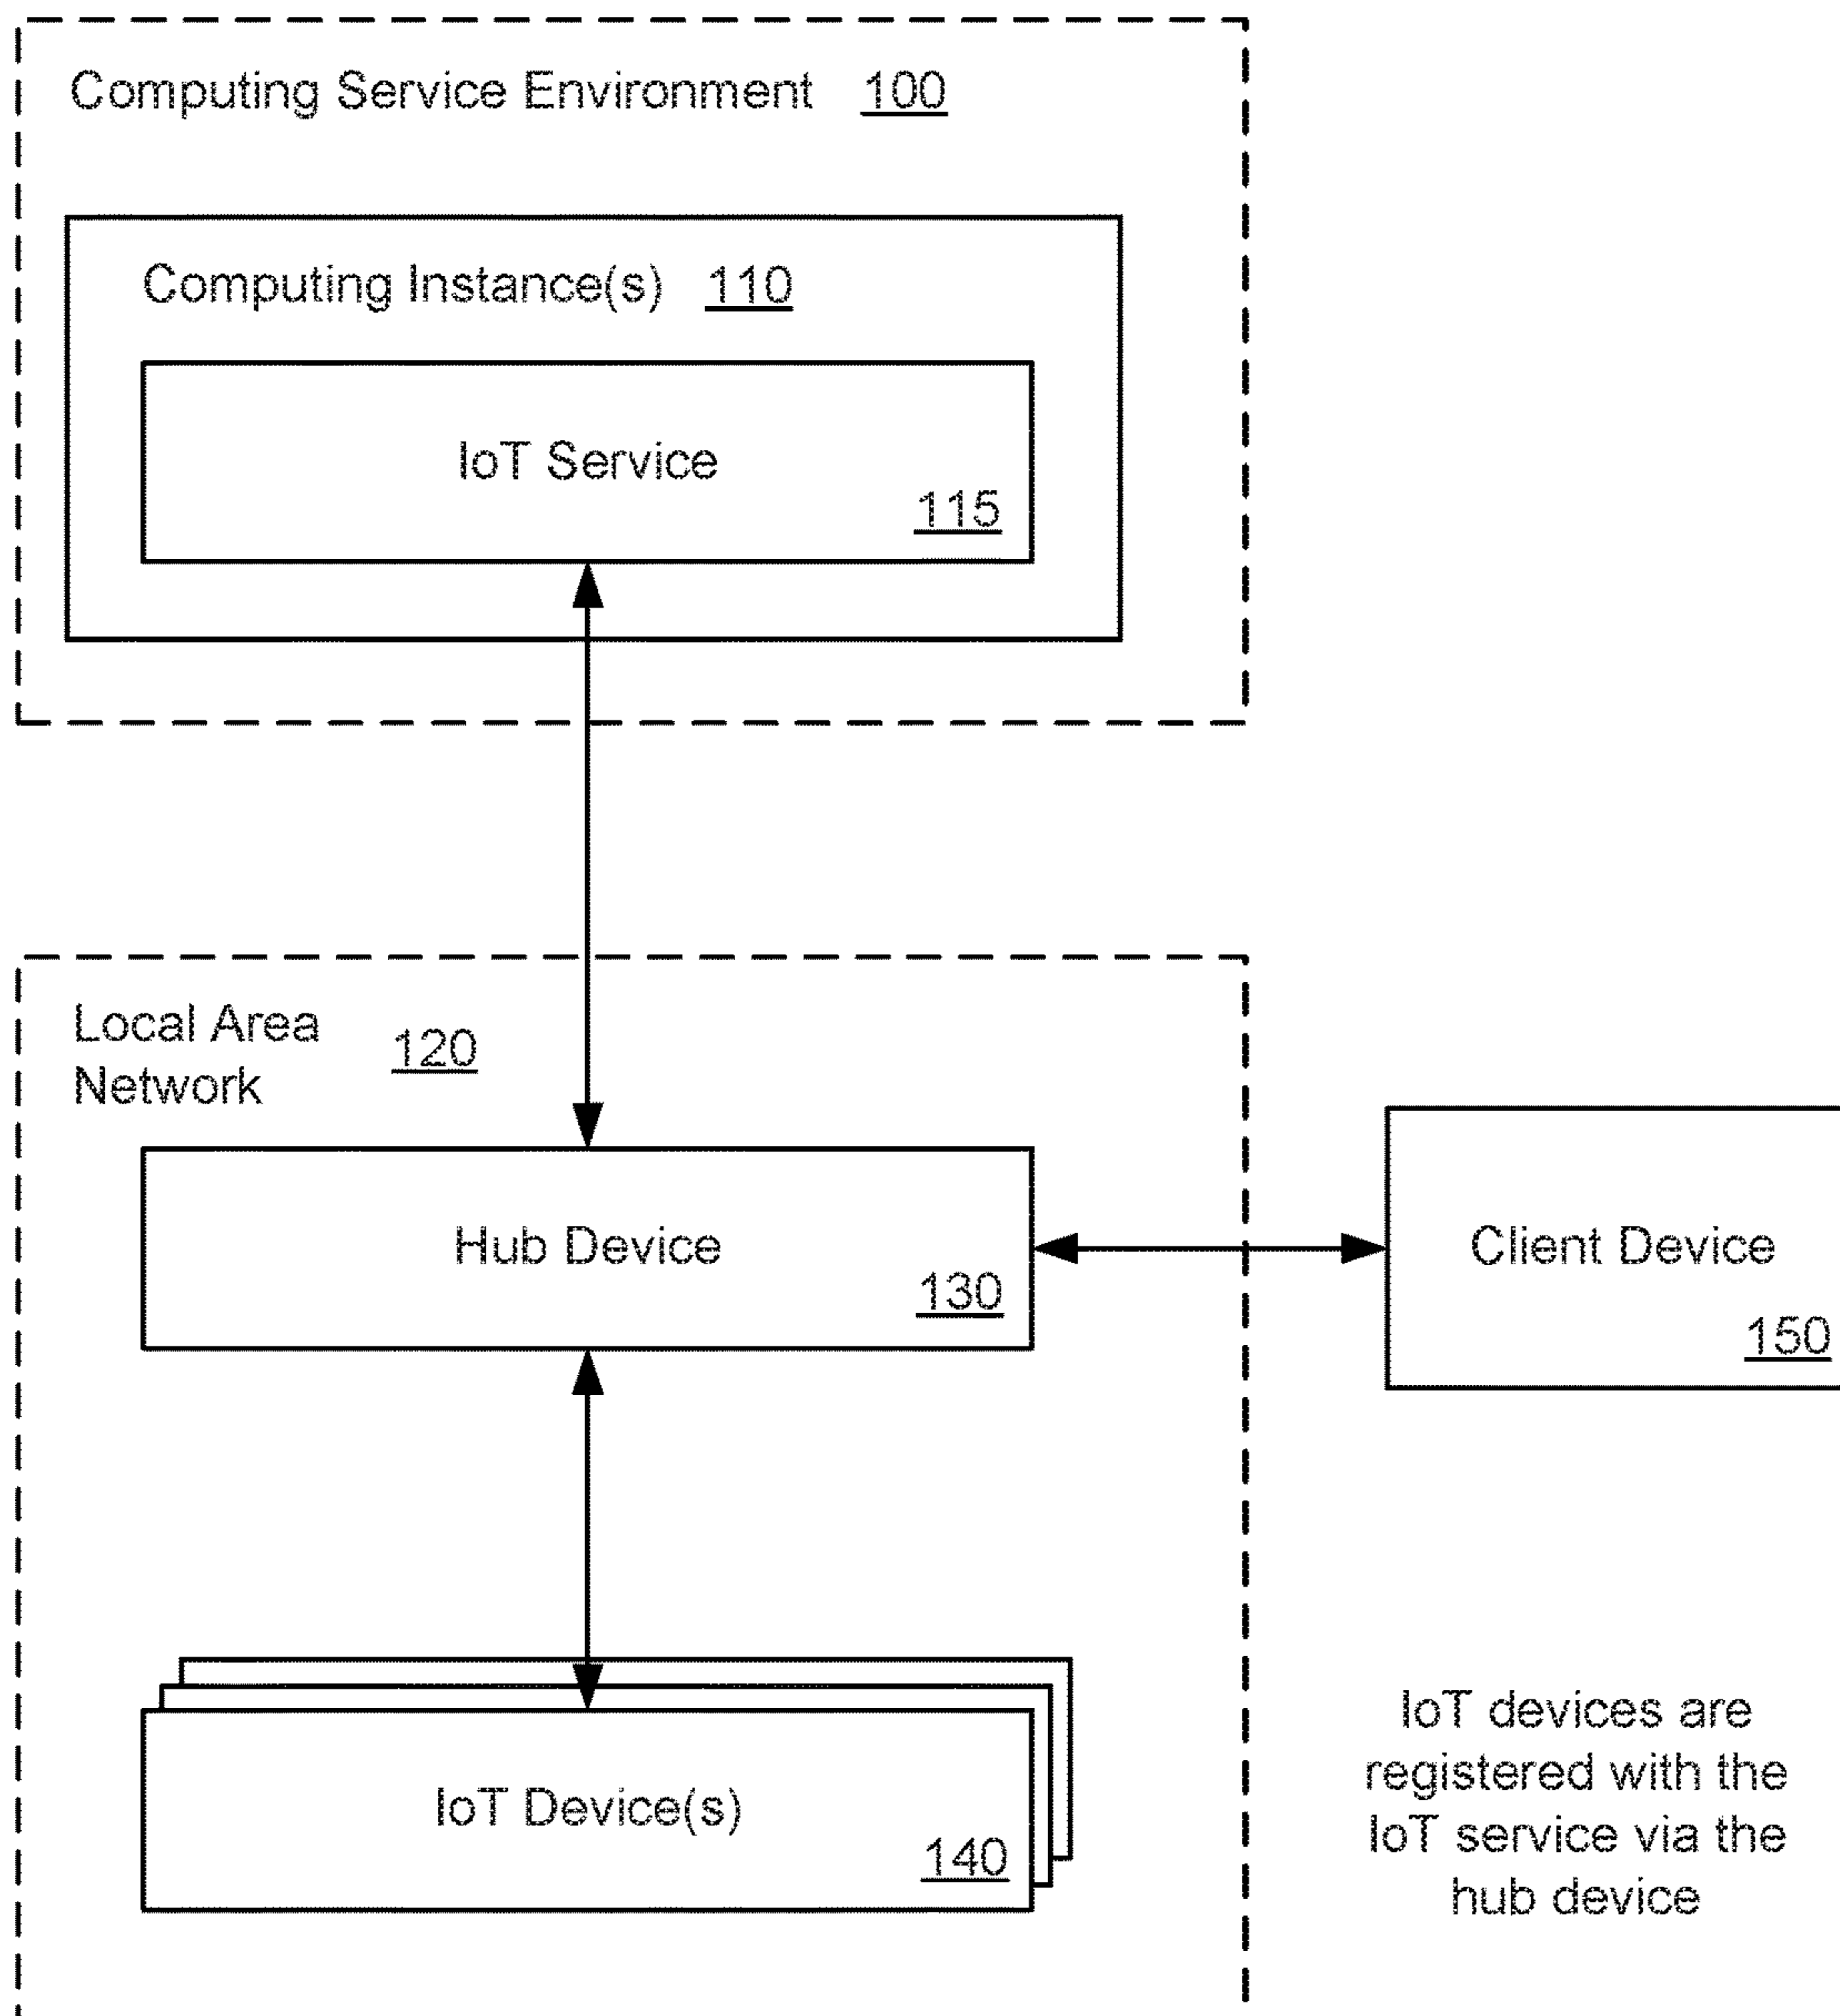 Computing Service Environment 100
Computing Instance(s) 110
IoT Service
115
Local Area
Network
120
Hub Device
130
Client Device
150
IoT Device(s)
140
IoT devices are
registered with the
IoT service via the
hub device